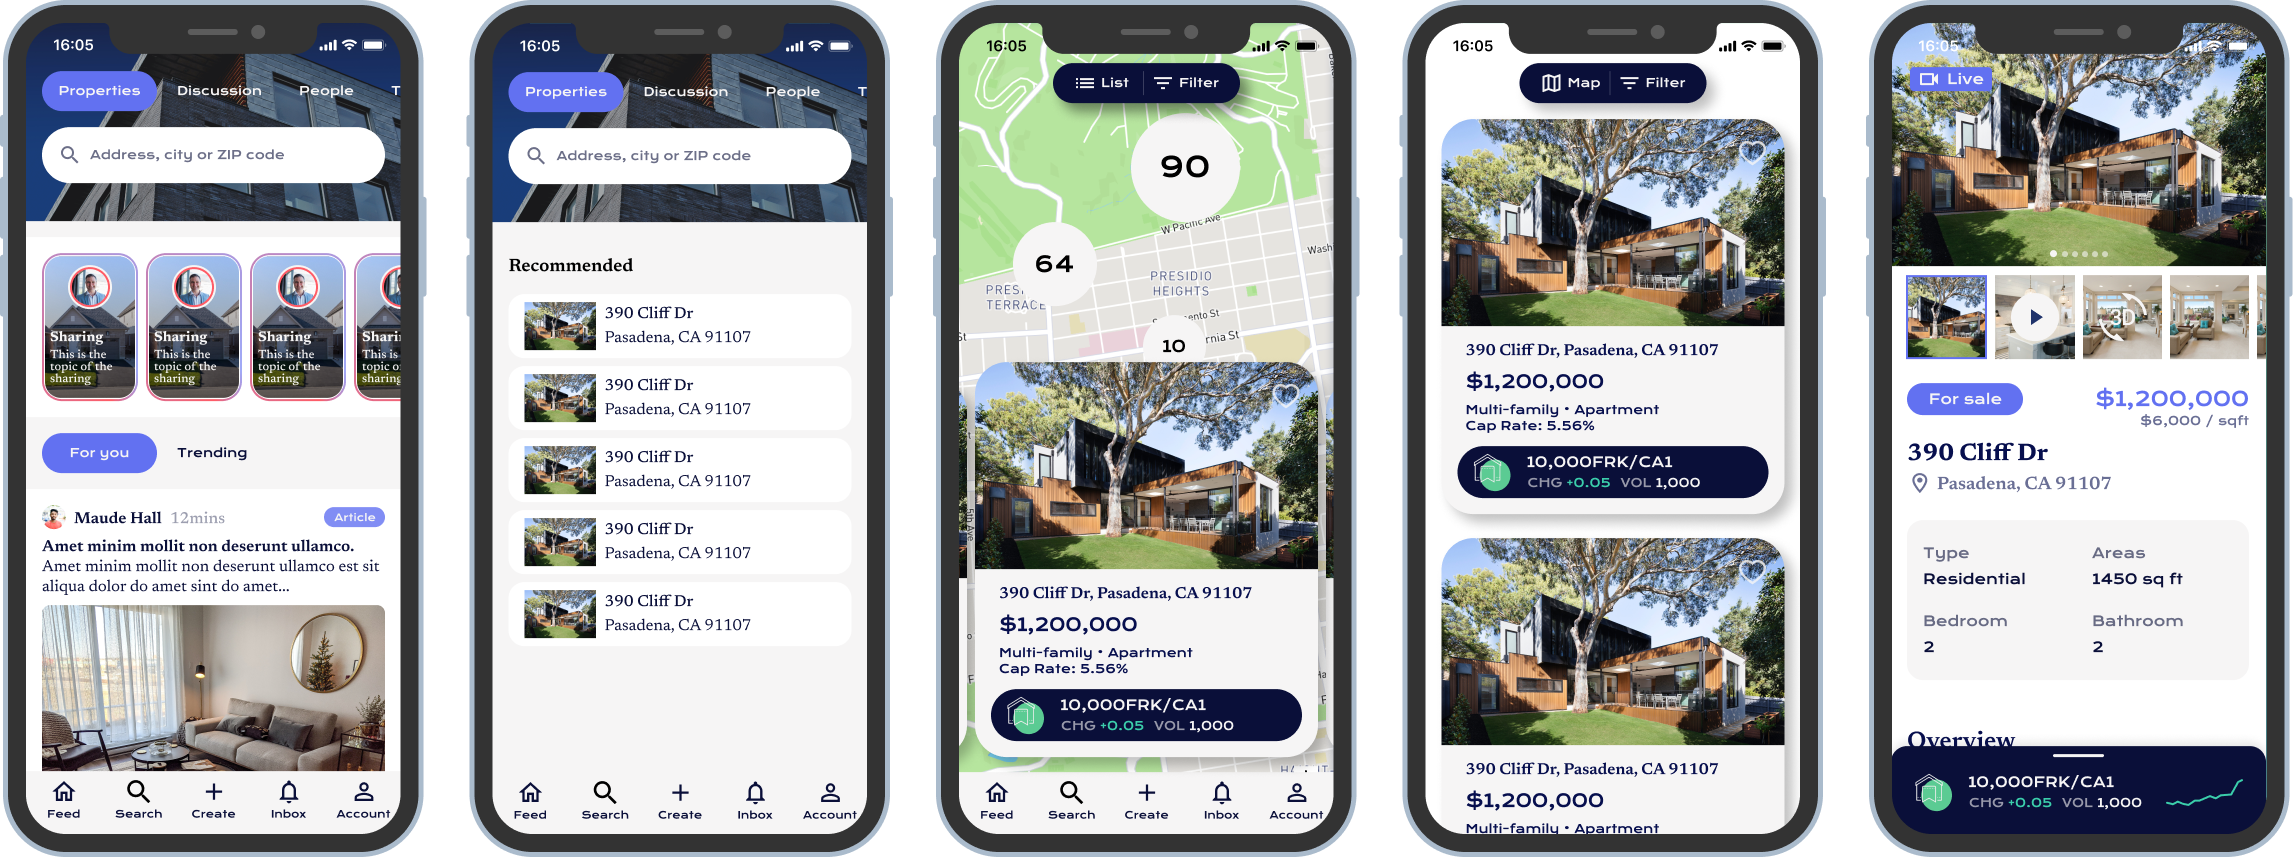 16:05
Properties
Discussion
People
T
Address, city or ZIP code
Sharing
This is the
topic of the
sharing
Sharing
This is the
topic of the
sharing
Sharing
This is the
topic of the
sharing
Sharin
This is
topic o
sharing
For you
Trending
Maude Hall 12mins
Article
Amet minim mollit non deserunt ullamco.
Amet minim mollit non deserunt ullamco est sit
aliqua dolor do amet sint do amet...
Feed
Search
Create
Inbox
Account
16:05
Properties
Discussion
People
T
Address, city or ZIP code
Recommended
390 Cliff Dr
Pasadena, CA 91107
390 Cliff Dr
Pasadena, CA 91107
390 Cliff Dr
Pasadena, CA 91107
390 Cliff Dr
Pasadena, CA 91107
390 Cliff Dr
Pasadena, CA 91107
Feed
Search
Create
Inbox
Account
16:05
List
Filter
90
W Pacific Ave
Wash
64
PRESIDIO
HEIGHTS
PRESI
TERRACE
ento St
rnia St
St
10
5th Ave
390 Cliff Dr, Pasadena, CA 91107
$1,200,000
Multi-family • Apartment
Cap Rate: 5.56%
10,000FRK/CA1
CHG +0.05 VOL 1,000
Feed
Search
Create
Inbox
Account
16:05
Map
Filter
390 Cliff Dr, Pasadena, CA 91107
$1,200,000
Multi-family • Apartment
Cap Rate: 5.56%
10,000FRK/CA1
CHG +0.05 VOL 1,000
390 Cliff Dr, Pasadena, CA 91107
$1,200,000
Multi-family • Apartment
16:05
Live
3D
For sale
$1,200,000
$6,000 / sqft
390 Cliff Dr
Pasadena, CA 91107
Type
Areas
Residential
1450 sq ft
Bedroom
Bathroom
2
2
Overview
10,000FRK/CA1
CHG +0.05 VOL 1,000